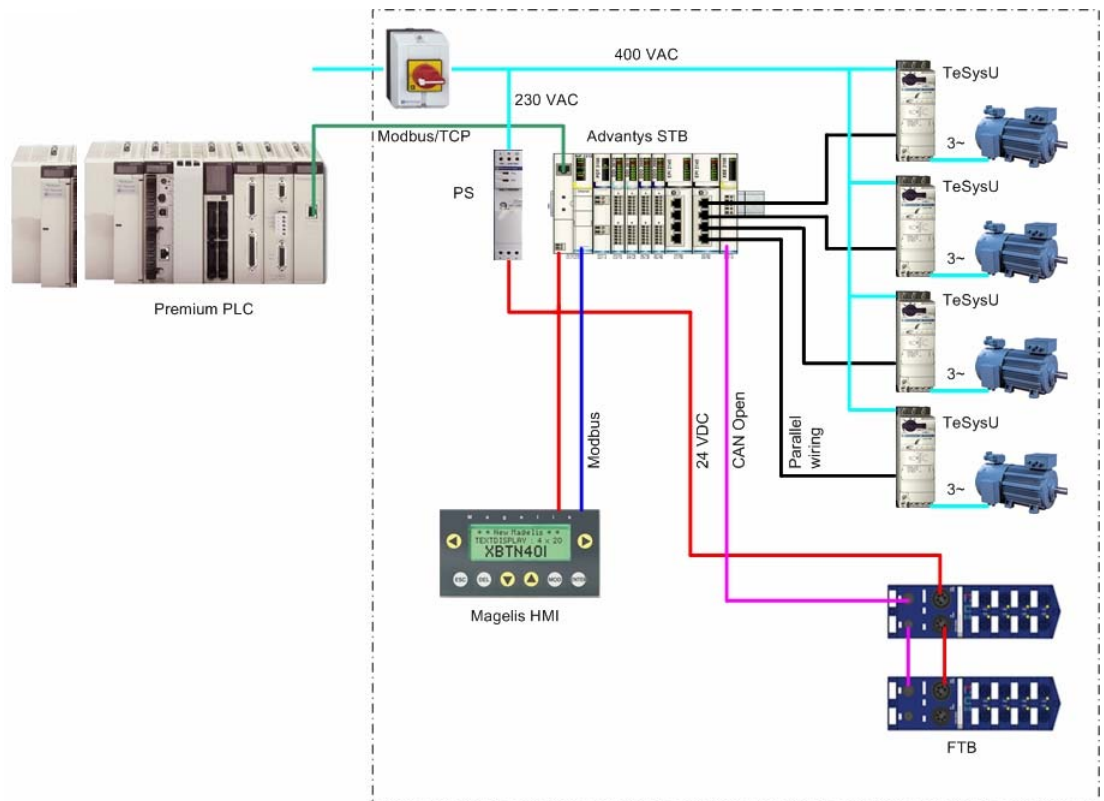 400 VAC
TeSysU
230 VAC
Modbus/TCP
Advantys STB
3~
PS
TeSysU
3~
Premium PLC
TeSysU
3~
TeSysU
Modbus
24 VDC
CAN Open
Parallel
wiring
3~
Magelis
* * New Magelis * *
TEXTDISPLAY : 4 x 20
XBTN401
ESC
DEL
MOD
ENTER
Magelis HMI
FTB